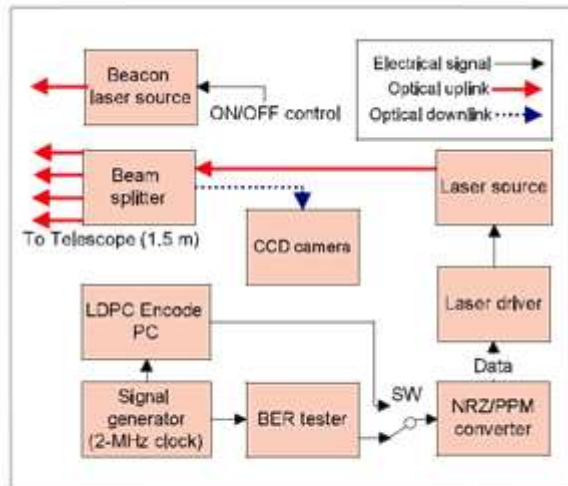 Beacon
laser source
ON/OFF control
Electrical signal
Optical uplink
Optical downlink
Beam
splitter
To Telescope (1.5 m)
CCD camera
Laser source
Laser driver
Data
LDPC Encode
PC
Signal
generator
(2-MHz clock)
BER tester
SW
NRZ/PPM
converter